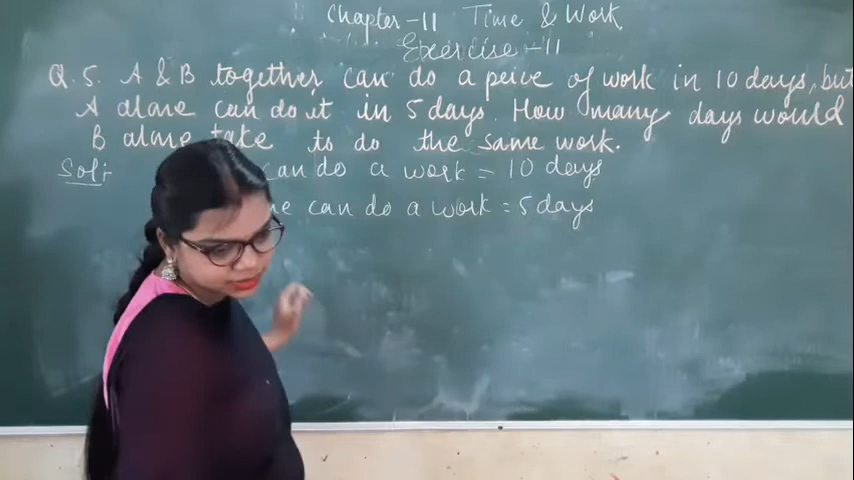 Chapter-11 Time & Work
Exercise-11
Q.5. A & B together can do a peive of work in 10 days, but
A alone can do it in 5 days. How many days would
B alone take to do the same work.
Sol: can do a work = 10 days
can do a work = 5 days